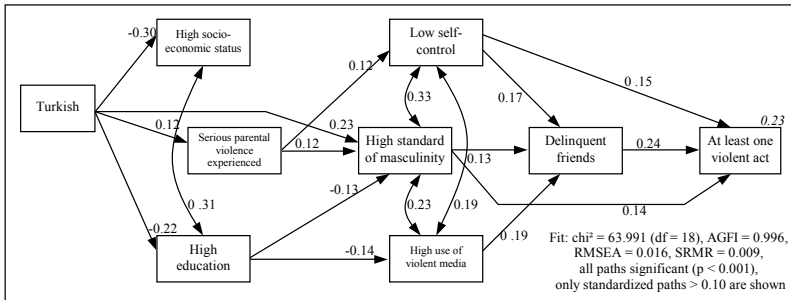 -0.30
High socio-
economic status
Low self-
control
0.12
0.15
0.17
0.33
Turkish
0.12
Serious parental
violence
experienced
0.23
0.12
High standard
of masculinity
0.13
Delinquent
friends
0.24
0.23
At least one
violent act
-0.13
0.31
0.23
0.19
0.14
-0.22
High
education
-0.14
High use of
violent media
0.19
Fit: chi² = 63.991 (df = 18), AGFI = 0.996,
RMSEA = 0.016, SRMR = 0.009,
all paths significant (p < 0.001),
only standardized paths > 0.10 are shown